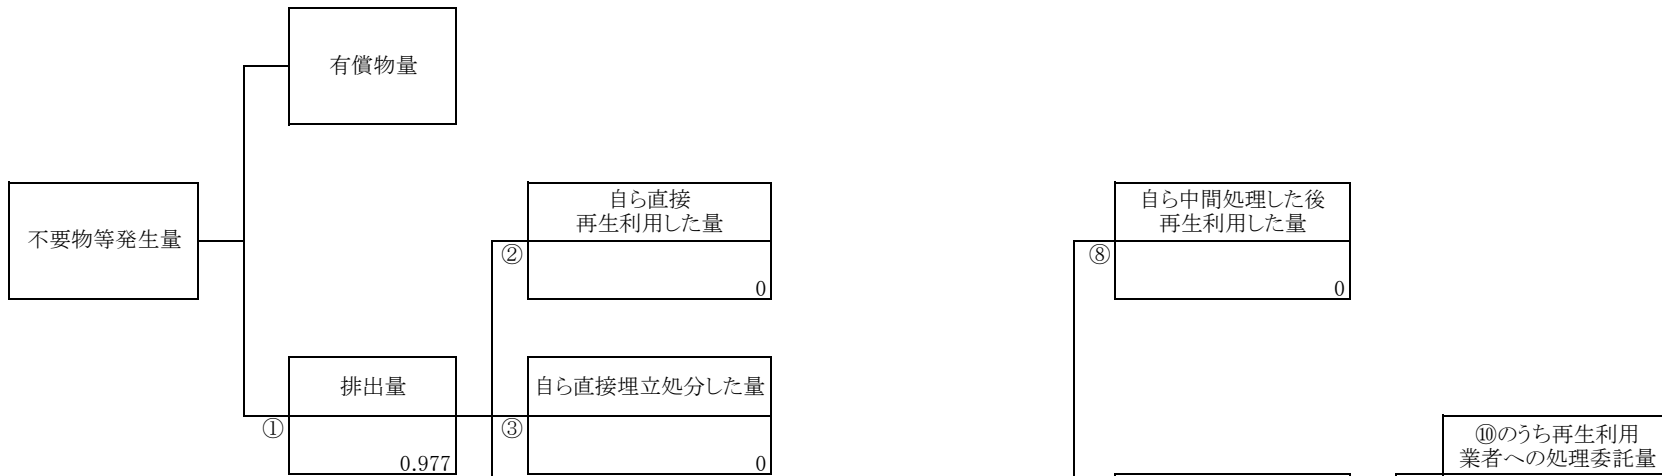 有償物量
不要物等発生量
自ら直接
再生利用した量
②
0
自ら中間処理した後
再生利用した量
⑧
0
排出量
①
0.977
自ら直接埋立処分した量
③
0
⑩のうち再生利用
業者への処理委託量